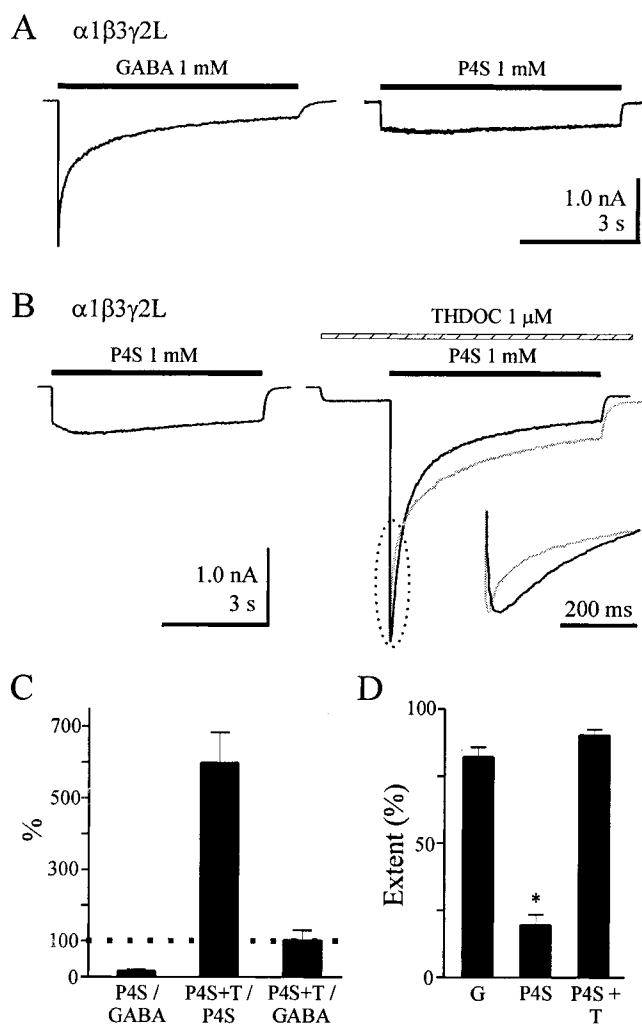 A α1β3γ2L
GABA 1 mM P4S 1 mM
1.0 nA
3 s
B α1β3γ2L
THDOC 1 μM
P4S 1 mM P4S 1 mM
1.0 nA
3 s
200 ms
C D
700
500
300
100
0
%
P4S / GABA
P4S+T / P4S
P4S+T / GABA
100
50
0
Extent (%)
*
G
P4S
P4S + T